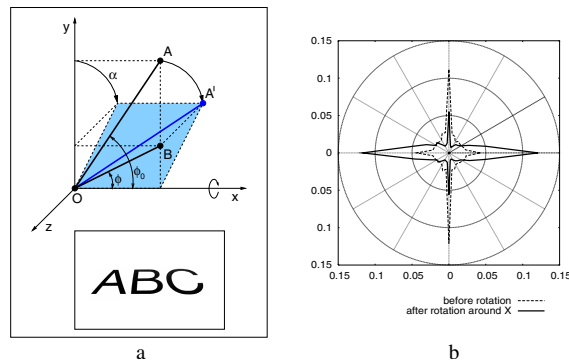 y
A
α
A'
B
ϕ
ϕ0
O
x
z
ABC
a
0.15
0.1
0.05
0
0.05
0.1
0.15
0.15 0.1 0.05 0 0.05 0.1 0.15
before rotation
after rotation around X
b